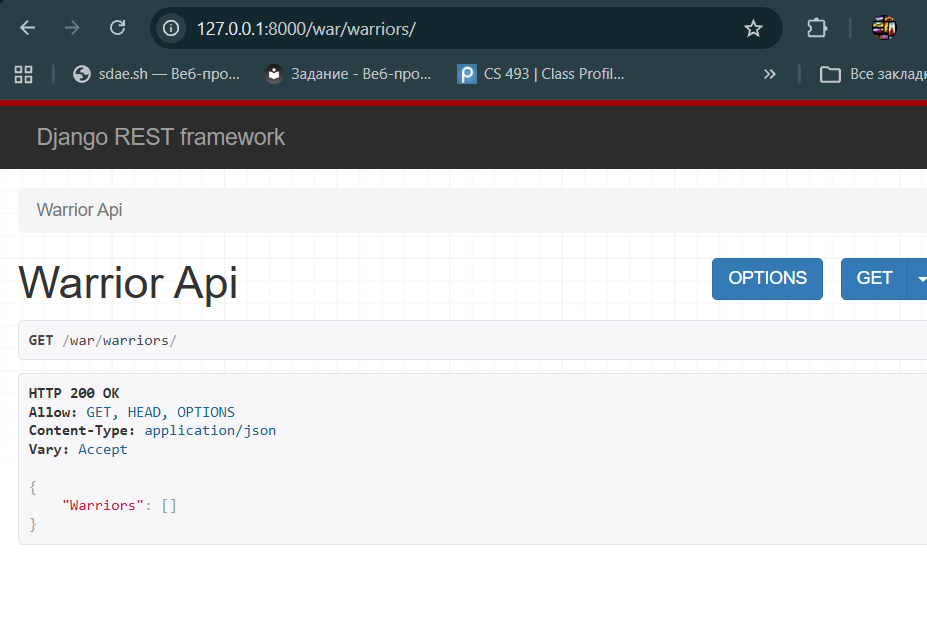 127.0.0.1:8000/war/warriors/
sdae.sh — Веб-про... Задание - Веб-про... CS 493 | Class Profil... » Все заклад
Django REST framework
Warrior Api
Warrior Api
OPTIONS GET
GET /war/warriors/
HTTP 200 OK
Allow: GET, HEAD, OPTIONS
Content-Type: application/json
Vary: Accept
{
"Warriors": []
}